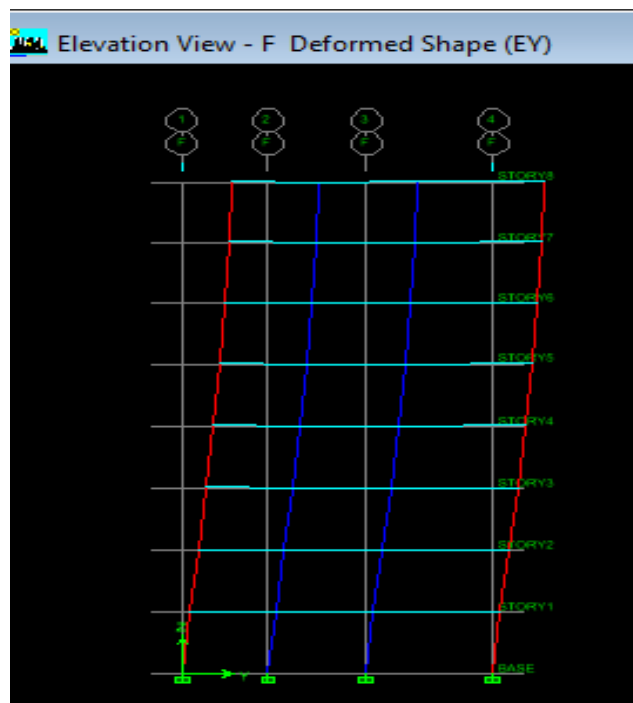 Elevation View - F Deformed Shape (EY)
1 2 3 4
F F F F
STORY8
STORY7
STORY6
STORY5
STORY4
STORY3
STORY2
STORY1
Z
BASE
Y